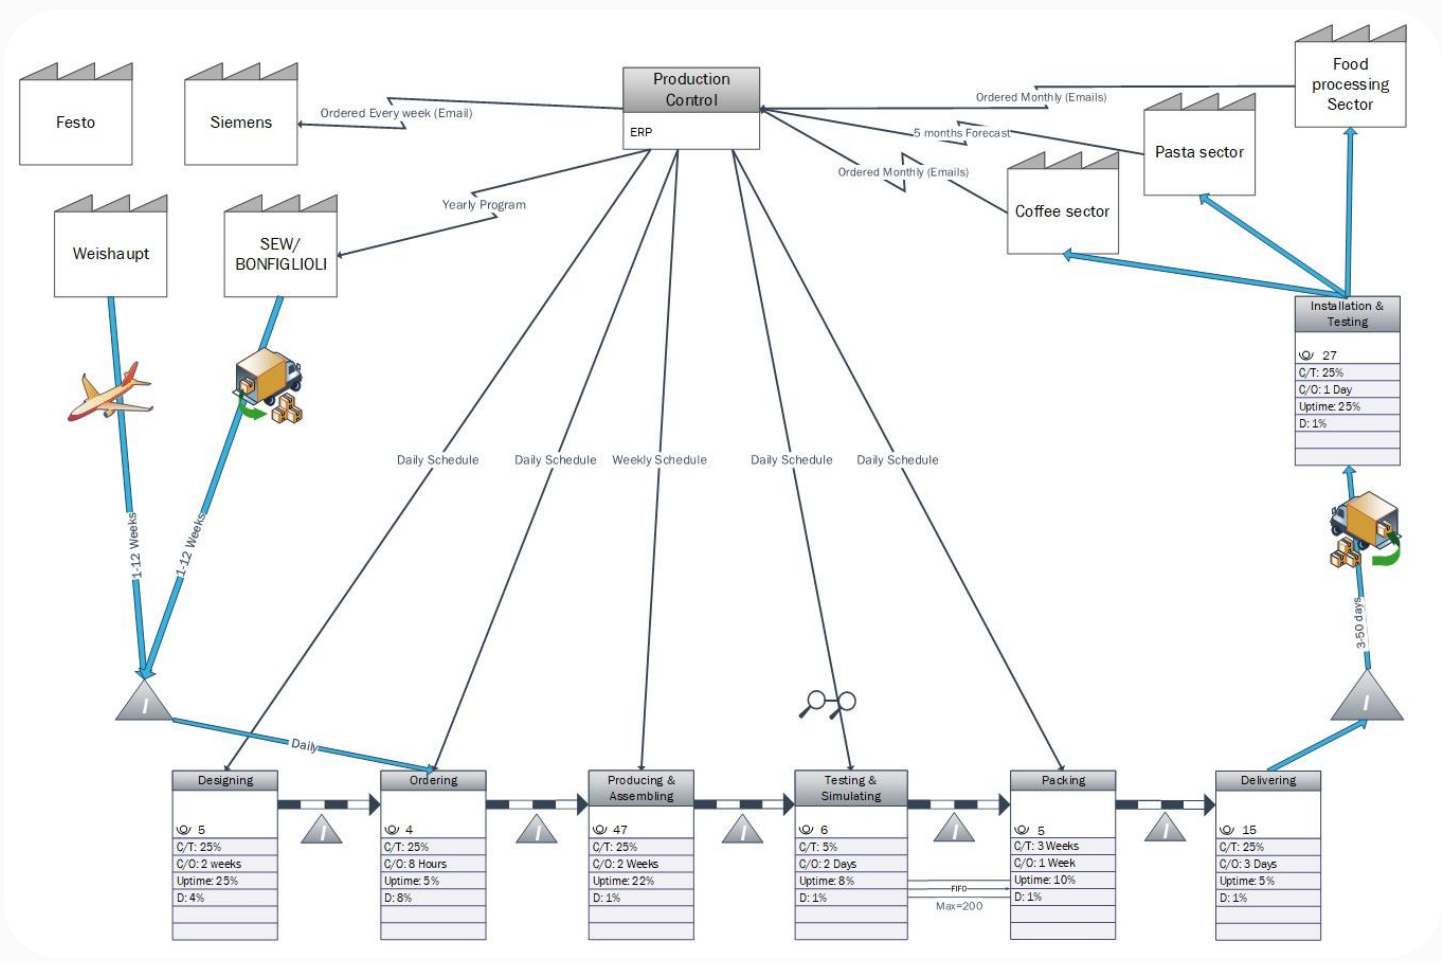 Festo
Siemens
Ordered Every week (Email)
Production
Control
ERP
Ordered Monthly (Emails)
5 months Forecast
Ordered Monthly (Emails)
Food
processing
Sector
Pasta sector
Coffee sector
Weishaupt
SEW/
BONFIGLIOLI
Yearly Program
Installation &
Testing
27
C/T: 25%
C/O: 1 Day
Uptime: 25%
D: 1%
Daily Schedule
Daily Schedule
Weekly Schedule
Daily Schedule
Daily Schedule
1-12 Weeks
1-12 Weeks
3-50 days
I
I
Daily
Designing
5
C/T: 25%
C/O: 2 weeks
Uptime: 25%
D: 4%
I
Ordering
4
C/T: 25%
C/O: 8 Hours
Uptime: 5%
D: 8%
I
Producing &
Assembling
47
C/T: 25%
C/O: 2 Weeks
Uptime: 22%
D: 1%
I
Testing &
Simulating
6
C/T: 5%
C/O: 2 Days
Uptime: 8%
D: 1%
I
FIFO
Max=200
Packing
5
C/T: 3 Weeks
C/O: 1 Week
Uptime: 10%
D: 1%
I
Delivering
15
C/T: 25%
C/O: 3 Days
Uptime: 5%
D: 1%